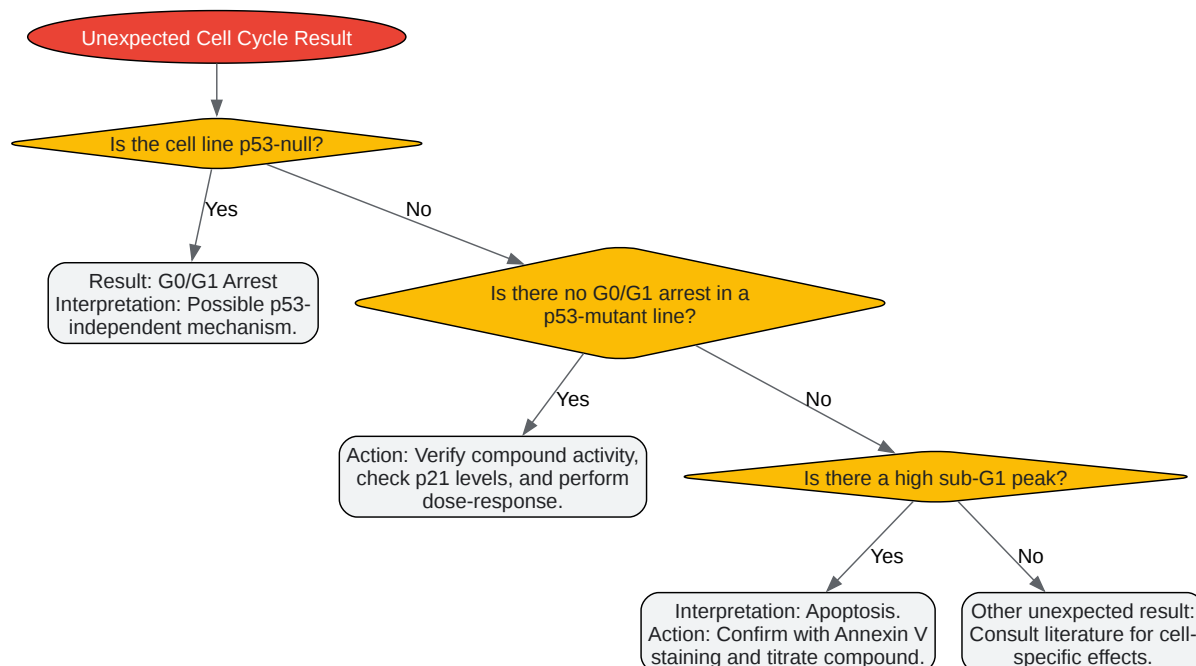 Unexpected Cell Cycle Result
Is the cell line p53-null?
Yes
No
Result: G0/G1 Arrest
Interpretation: Possible p53-
independent mechanism.
Is there no G0/G1 arrest in a
p53-mutant line?
Yes
No
Action: Verify compound activity,
check p21 levels, and perform
dose-response.
Is there a high sub-G1 peak?
Yes
No
Interpretation: Apoptosis.
Action: Confirm with Annexin V
staining and titrate compound.
Other unexpected result:
Consult literature for cell-
specific effects.